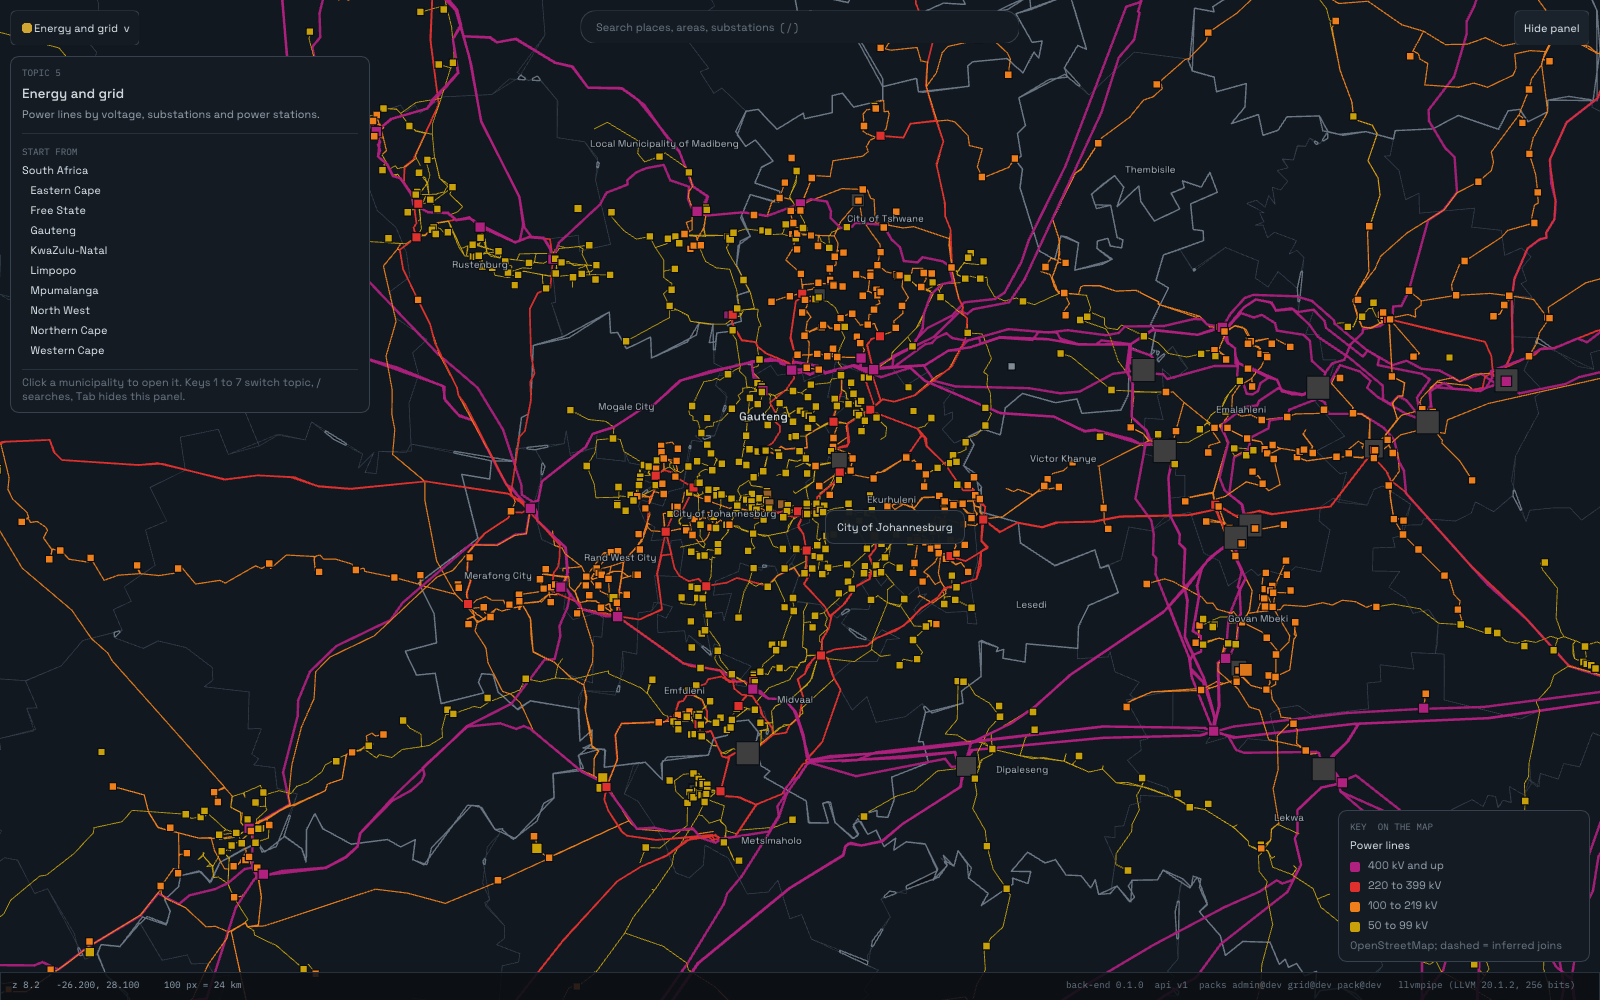 Energy and grid v
Search places, areas, substations (/)
Hide panel
TOPIC 5
Energy and grid
Power lines by voltage, substations and power stations.
START FROM
South Africa
Eastern Cape
Free State
Gauteng
KwaZulu-Natal
Limpopo
Mpumalanga
North West
Northern Cape
Western Cape
Click a municipality to open it. Keys 1 to 7 switch topic, /
searches, Tab hides this panel.
Local Municipality of Madibeng
Thembisile
City of Tshwane
Rustenburg
Mogale City
Gauteng
Emalahleni
Victor Khanye
Ekurhuleni
City of Johannesburg
City of Johannesburg
Rand West City
Merafong City
Lesedi
Govan Mbeki
Emfuleni
Midvaal
Dipaleseng
Lekwa
Metsimaholo
KEY ON THE MAP
Power lines
400 kV and up
220 to 399 kV
100 to 219 kV
50 to 99 kV
OpenStreetMap; dashed = inferred joins
z 8.2 -26.200, 28.100 100 px = 24 km
back-end 0.1.0 api v1 packs admin@dev grid@dev pack@dev llvmpipe (LLVM 20.1.2, 256 bits)